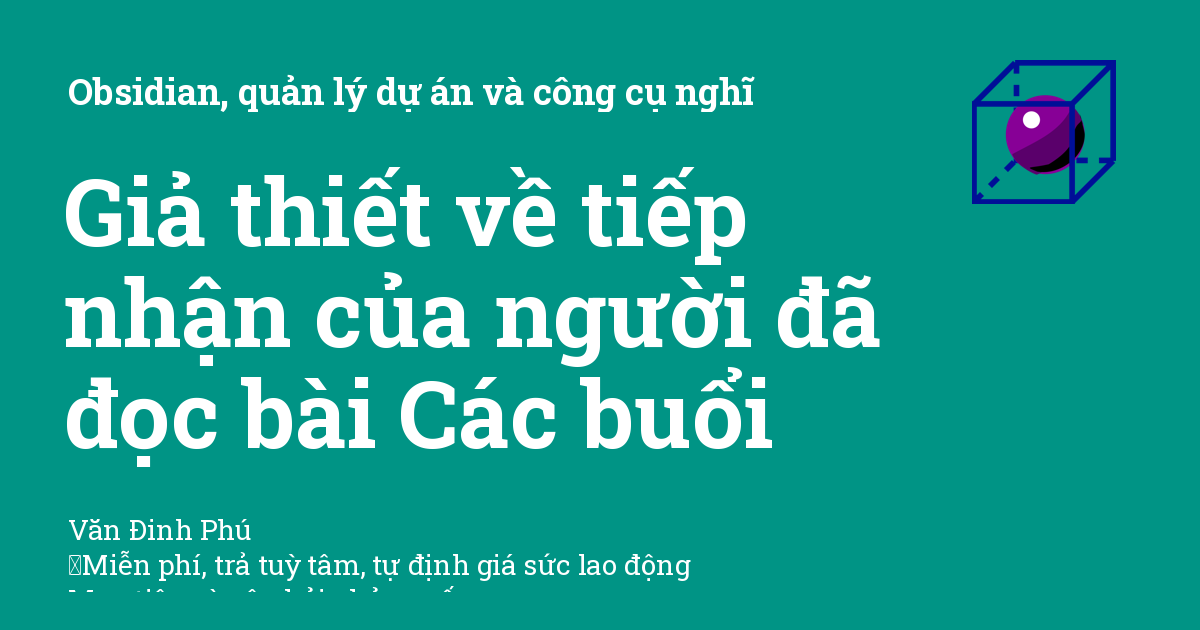 Obsidian, quản lý dự án và công cụ nghĩ
Giả thiết về tiếp
nhận của người đã
đọc bài Các buổi
Văn Đinh Phú
Miễn phí, trả tuỳ tâm, tự định giá sức lao động